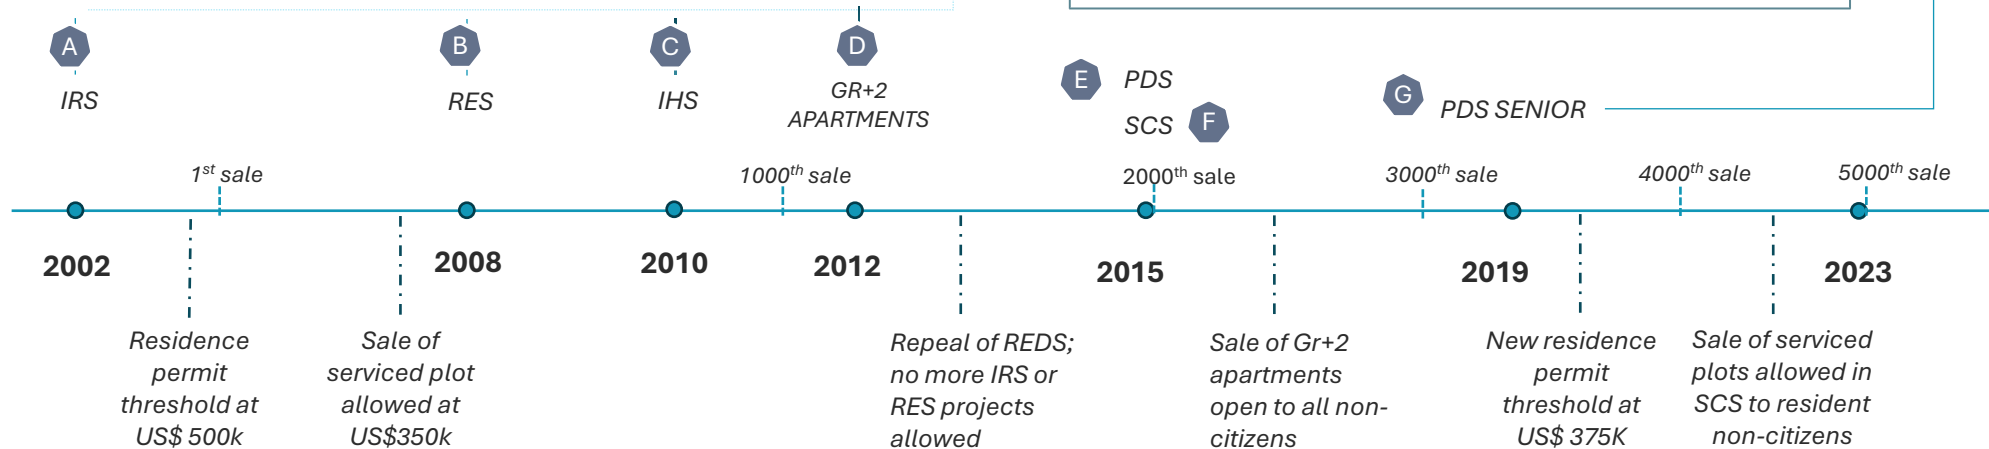 A
IRS
B
RES
C
IHS
D
GR+2
APARTMENTS
E
PDS
SCS
F
G
PDS SENIOR
1st sale
1000th sale
2000th sale
3000th sale
4000th sale
5000th sale
2002
2008
2010
2012
2015
2019
2023
Residence
permit
threshold at
US$ 500k
Sale of
serviced plot
allowed at
US$350k
Repeal of REDS;
no more IRS or
RES projects
allowed
Sale of Gr+2
apartments
open to all non-
citizens
New residence
permit
threshold at
US$ 375K
Sale of serviced
plots allowed in
SCS to resident
non-citizens